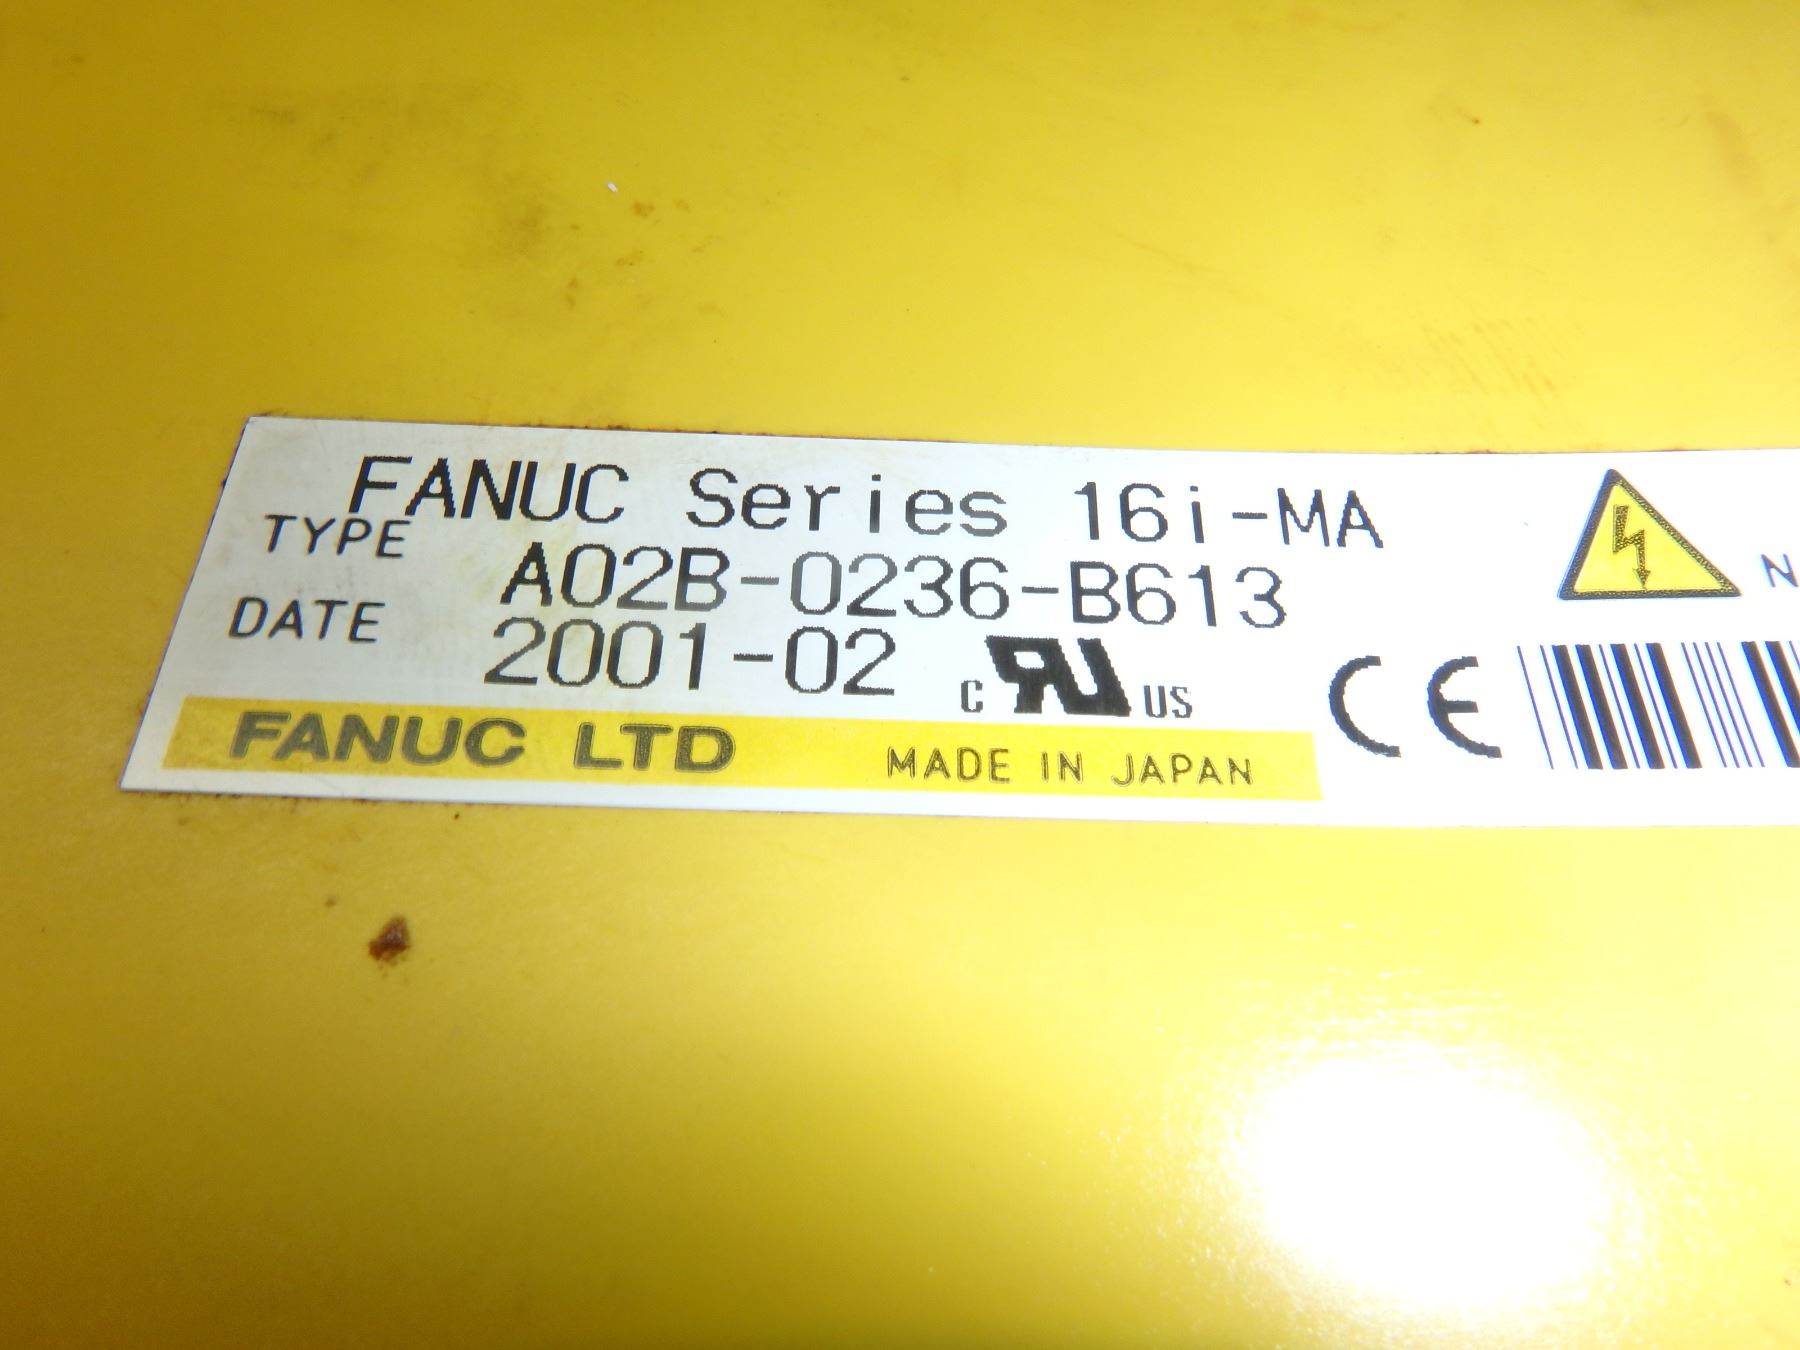 FANUC Series 16i-MA
TYPE A02B-0236-B613
DATE 2001-02
C US
CE
N
FANUC LTD MADE IN JAPAN